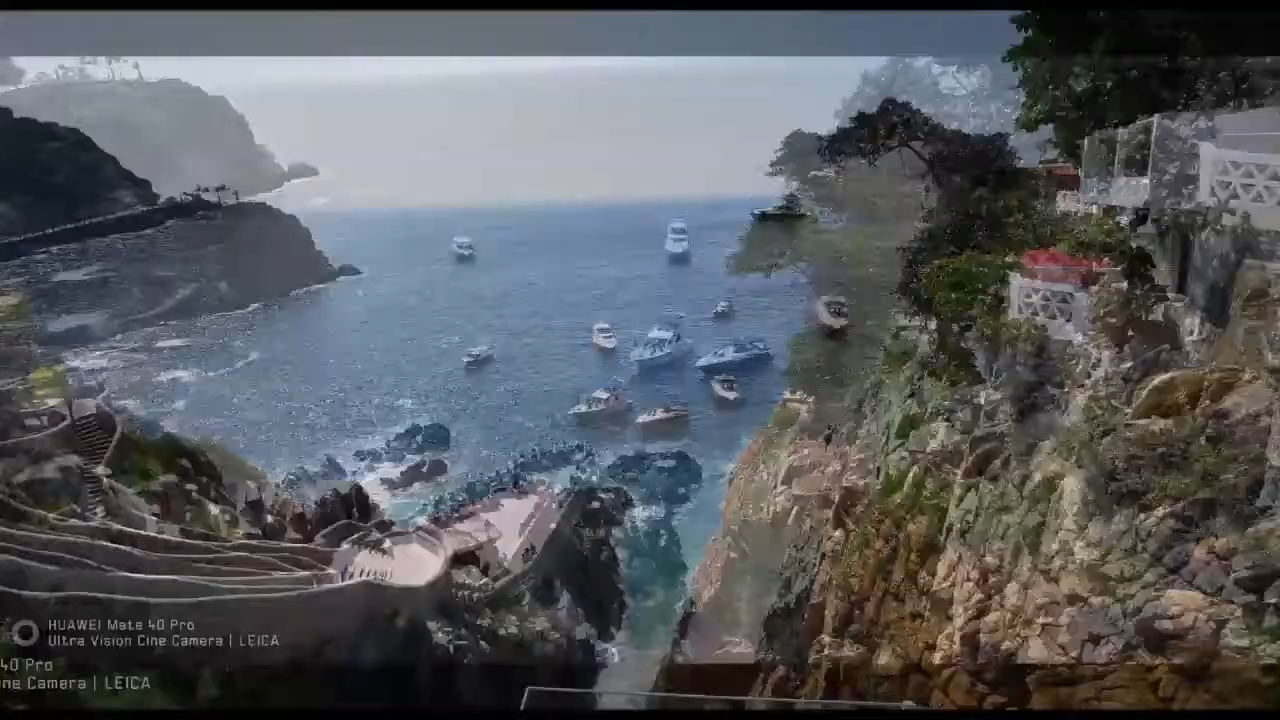 HUAWEI Mate 40 Pro
Ultra Vision Cine Camera | LEICA
40 Pro
ne Camera | LEICA